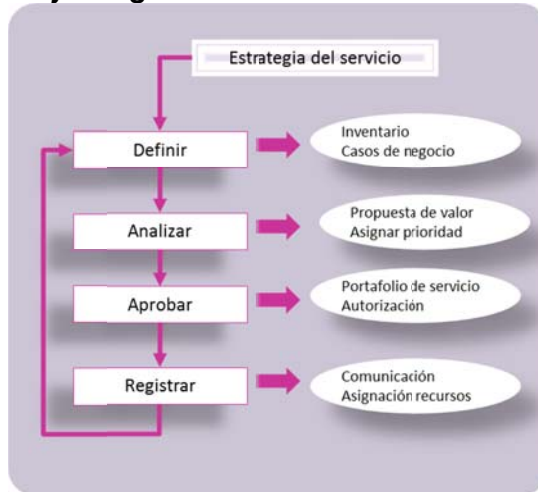 Estrategia del servicio
Definir
Inventario
Casos de negocio
Analizar
Propuesta de valor
Asignar prioridad
Aprobar
Portafolio de servicio
Autorización
Registrar
Comunicación
Asignación recursos